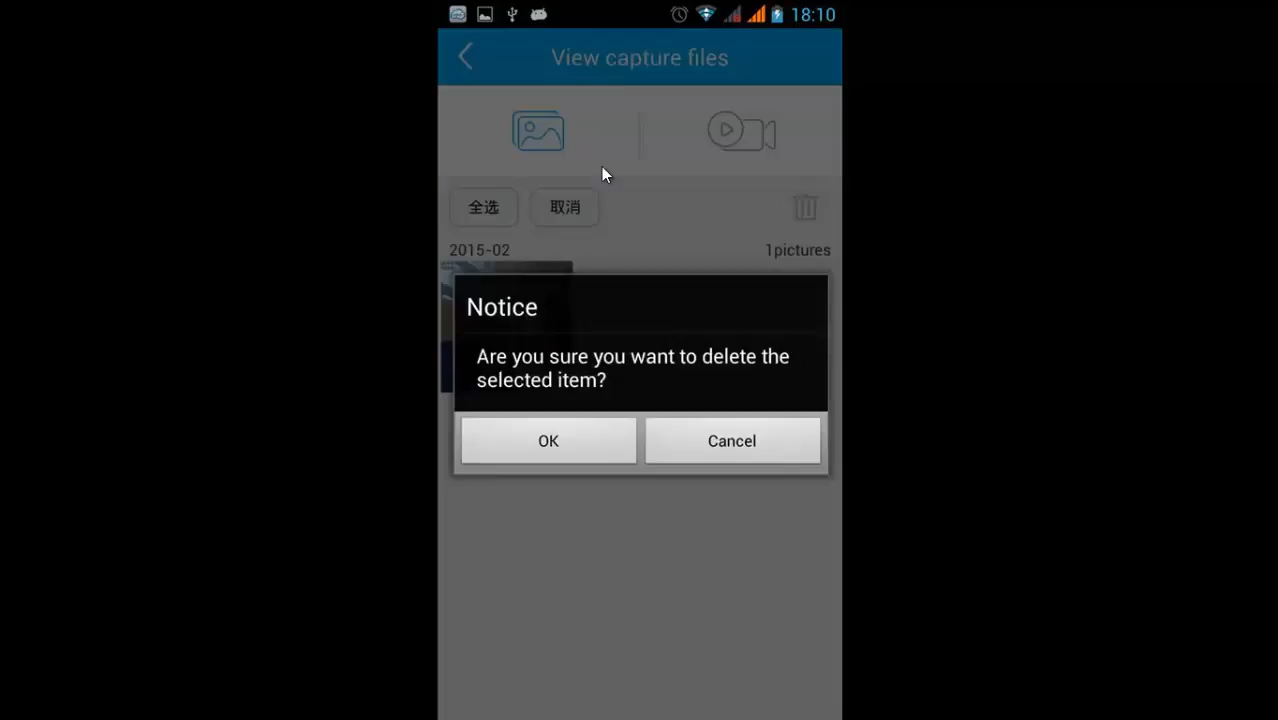 18:10
View capture files
全选 取消
2015-02 1pictures
Notice
Are you sure you want to delete the
selected item?
OK Cancel